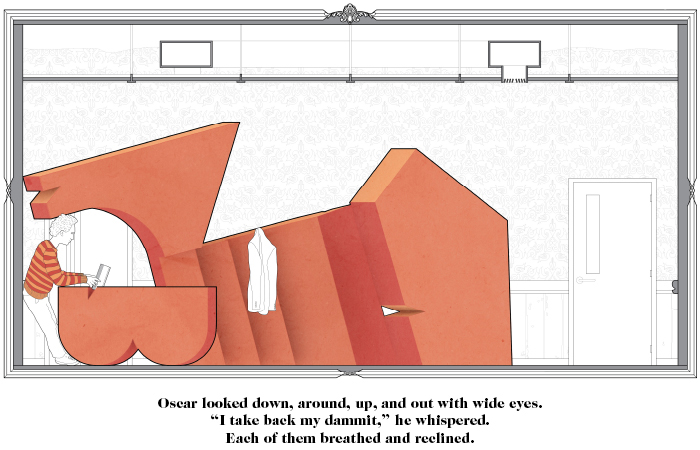 Oscar looked down, around, up, and out with wide eyes.
“I take back my dammit,” he whispered.
Each of them breathed and reclined.